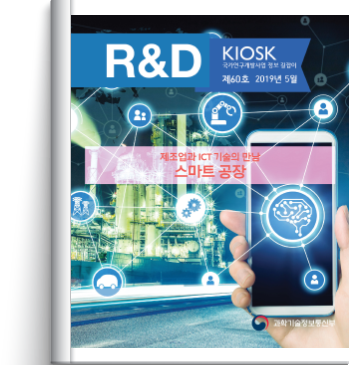 R&D
KIOSK
국가연구개발사업 정보 길잡이
제60호 2019년 5월
제조업과 ICT 기술의 만남
스마트 공장
과학기술정보통신부